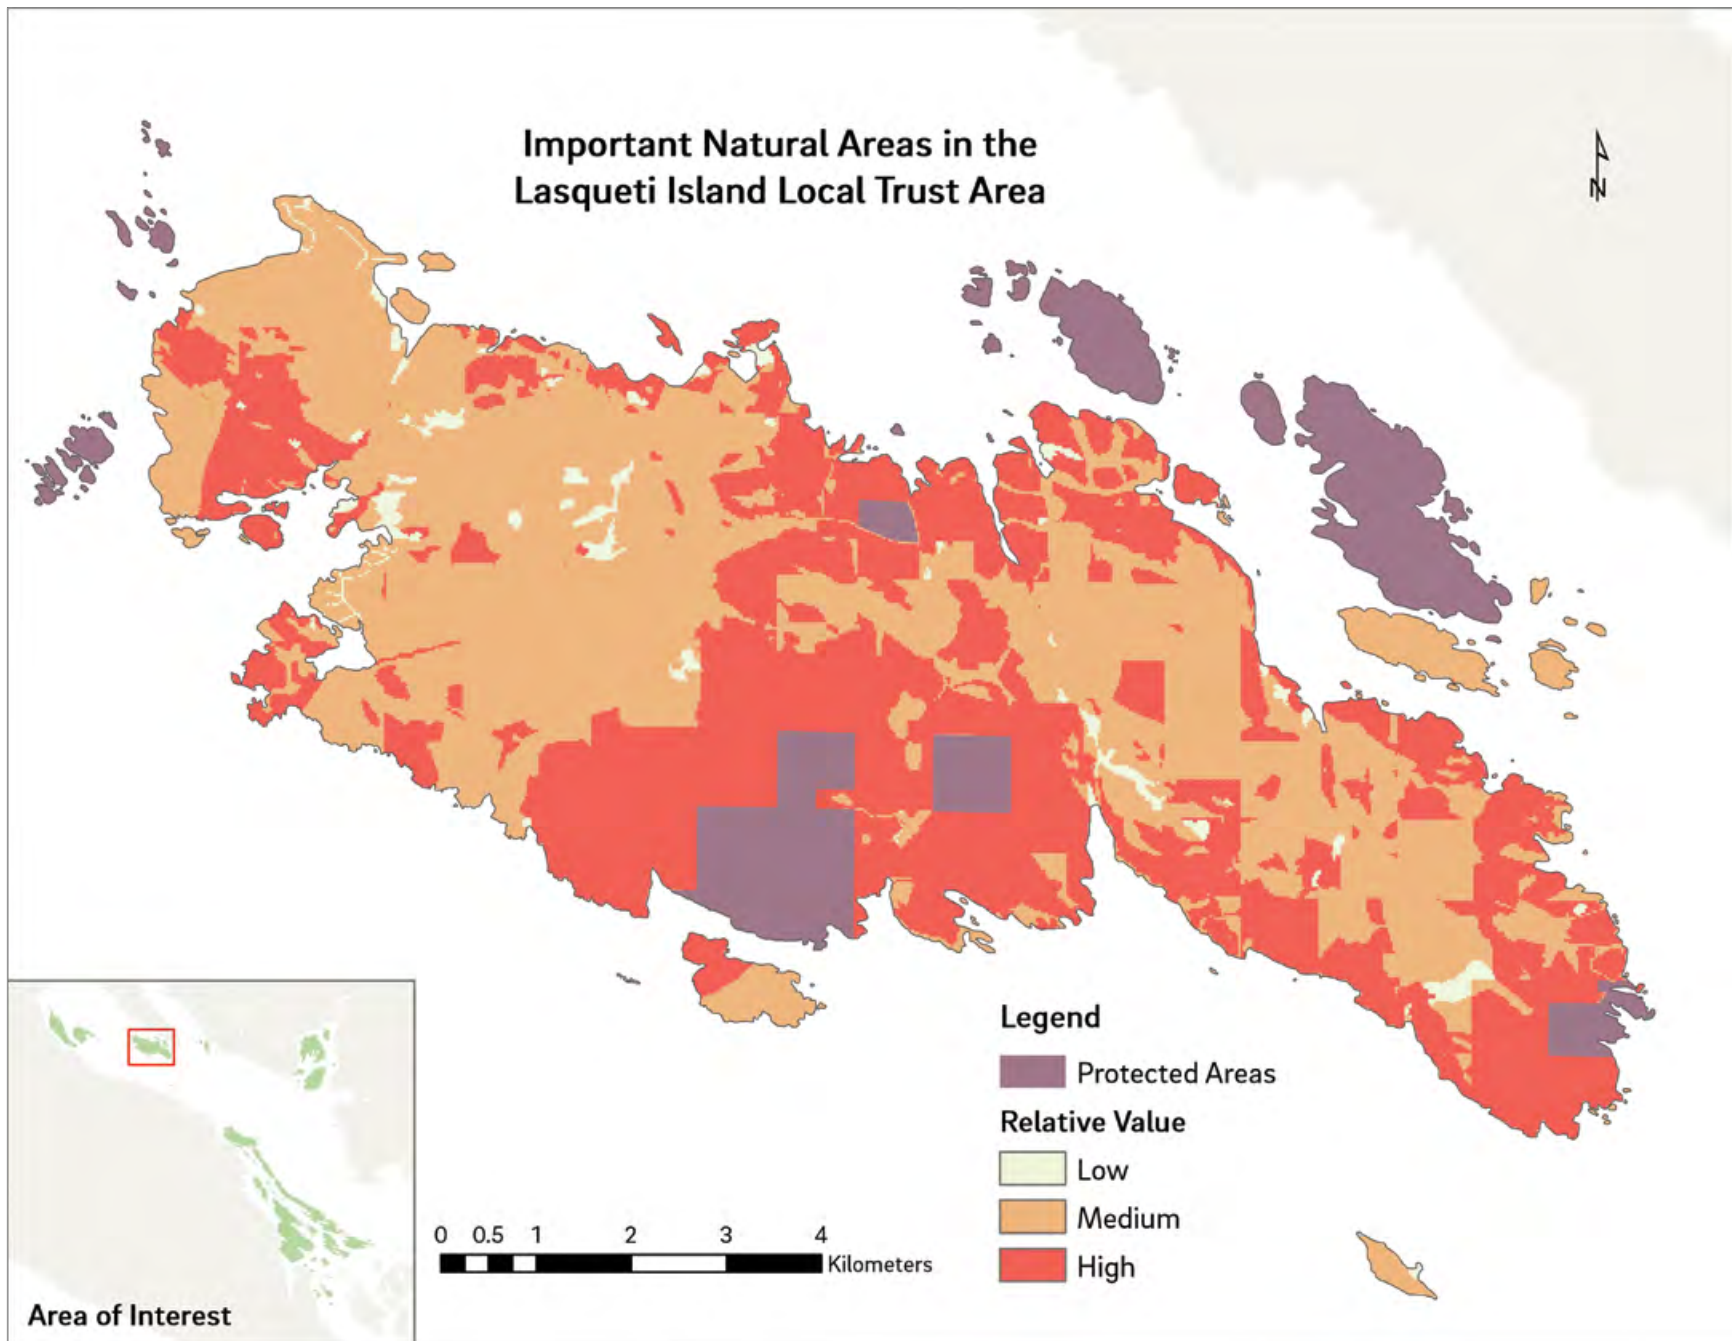 Important Natural Areas in the
Lasqueti Island Local Trust Area
N
Legend
Protected Areas
Relative Value
Low
Medium
High
0 0.5 1 2 3 4
Kilometers
Area of Interest